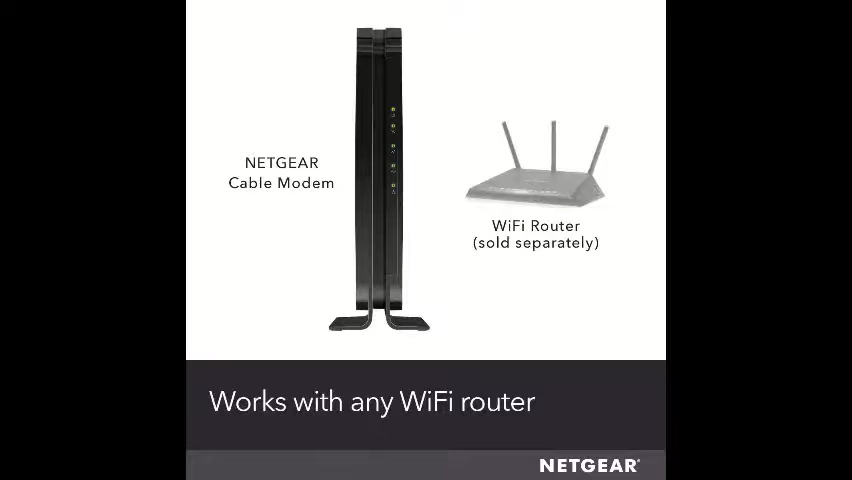 NETGEAR
Cable Modem
WiFi Router
(sold separately)
Works with any WiFi router
NETGEAR®